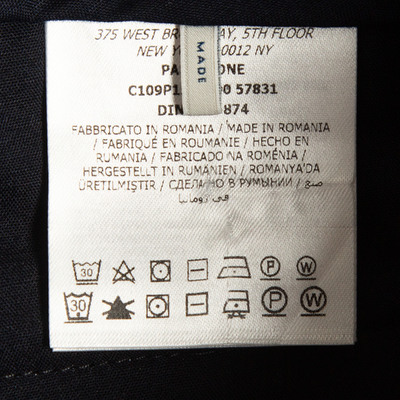 375 WEST BR AY, 5TH FLOOR
NEW Y 0012 NY
MADE
PA ONE
C109P1 0 57831
DIN 874
FABBRICATO IN ROMANIA / MADE IN ROMANIA
/ FABRIQUÉ EN ROUMANIE / HECHO EN
RUMANIA / FABRICADO NA ROMÉNIA /
HERGESTELLT IN RUMÄNIEN / ROMANYA'DA
ÜRETILMIŞTIR / СДЕЛАНО В РУМЫНИИ / صنع
في رومانيا
30 P W
30 P W